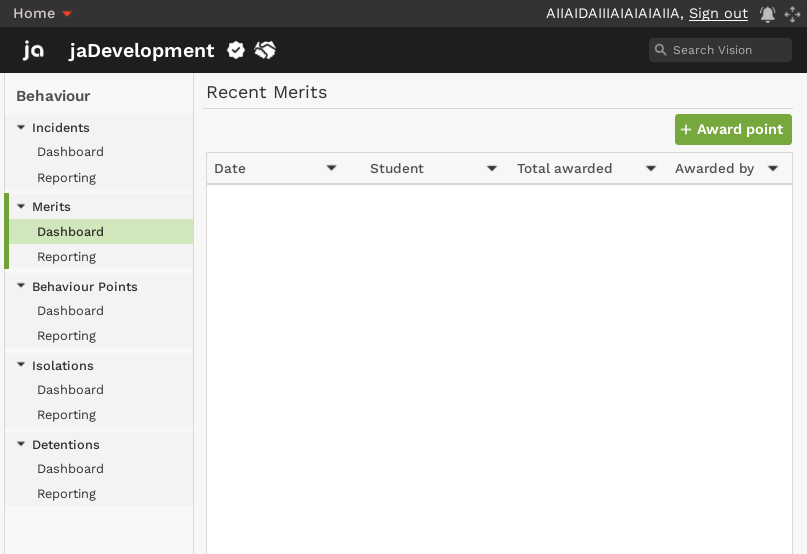 Home
AIIAIDAIIIAIAIAIAIIA, Sign out
ja jaDevelopment
Search Vision
Behaviour
Incidents
Dashboard
Reporting
Merits
Dashboard
Reporting
Behaviour Points
Dashboard
Reporting
Isolations
Dashboard
Reporting
Detentions
Dashboard
Reporting
Recent Merits
+ Award point
Date Student Total awarded Awarded by